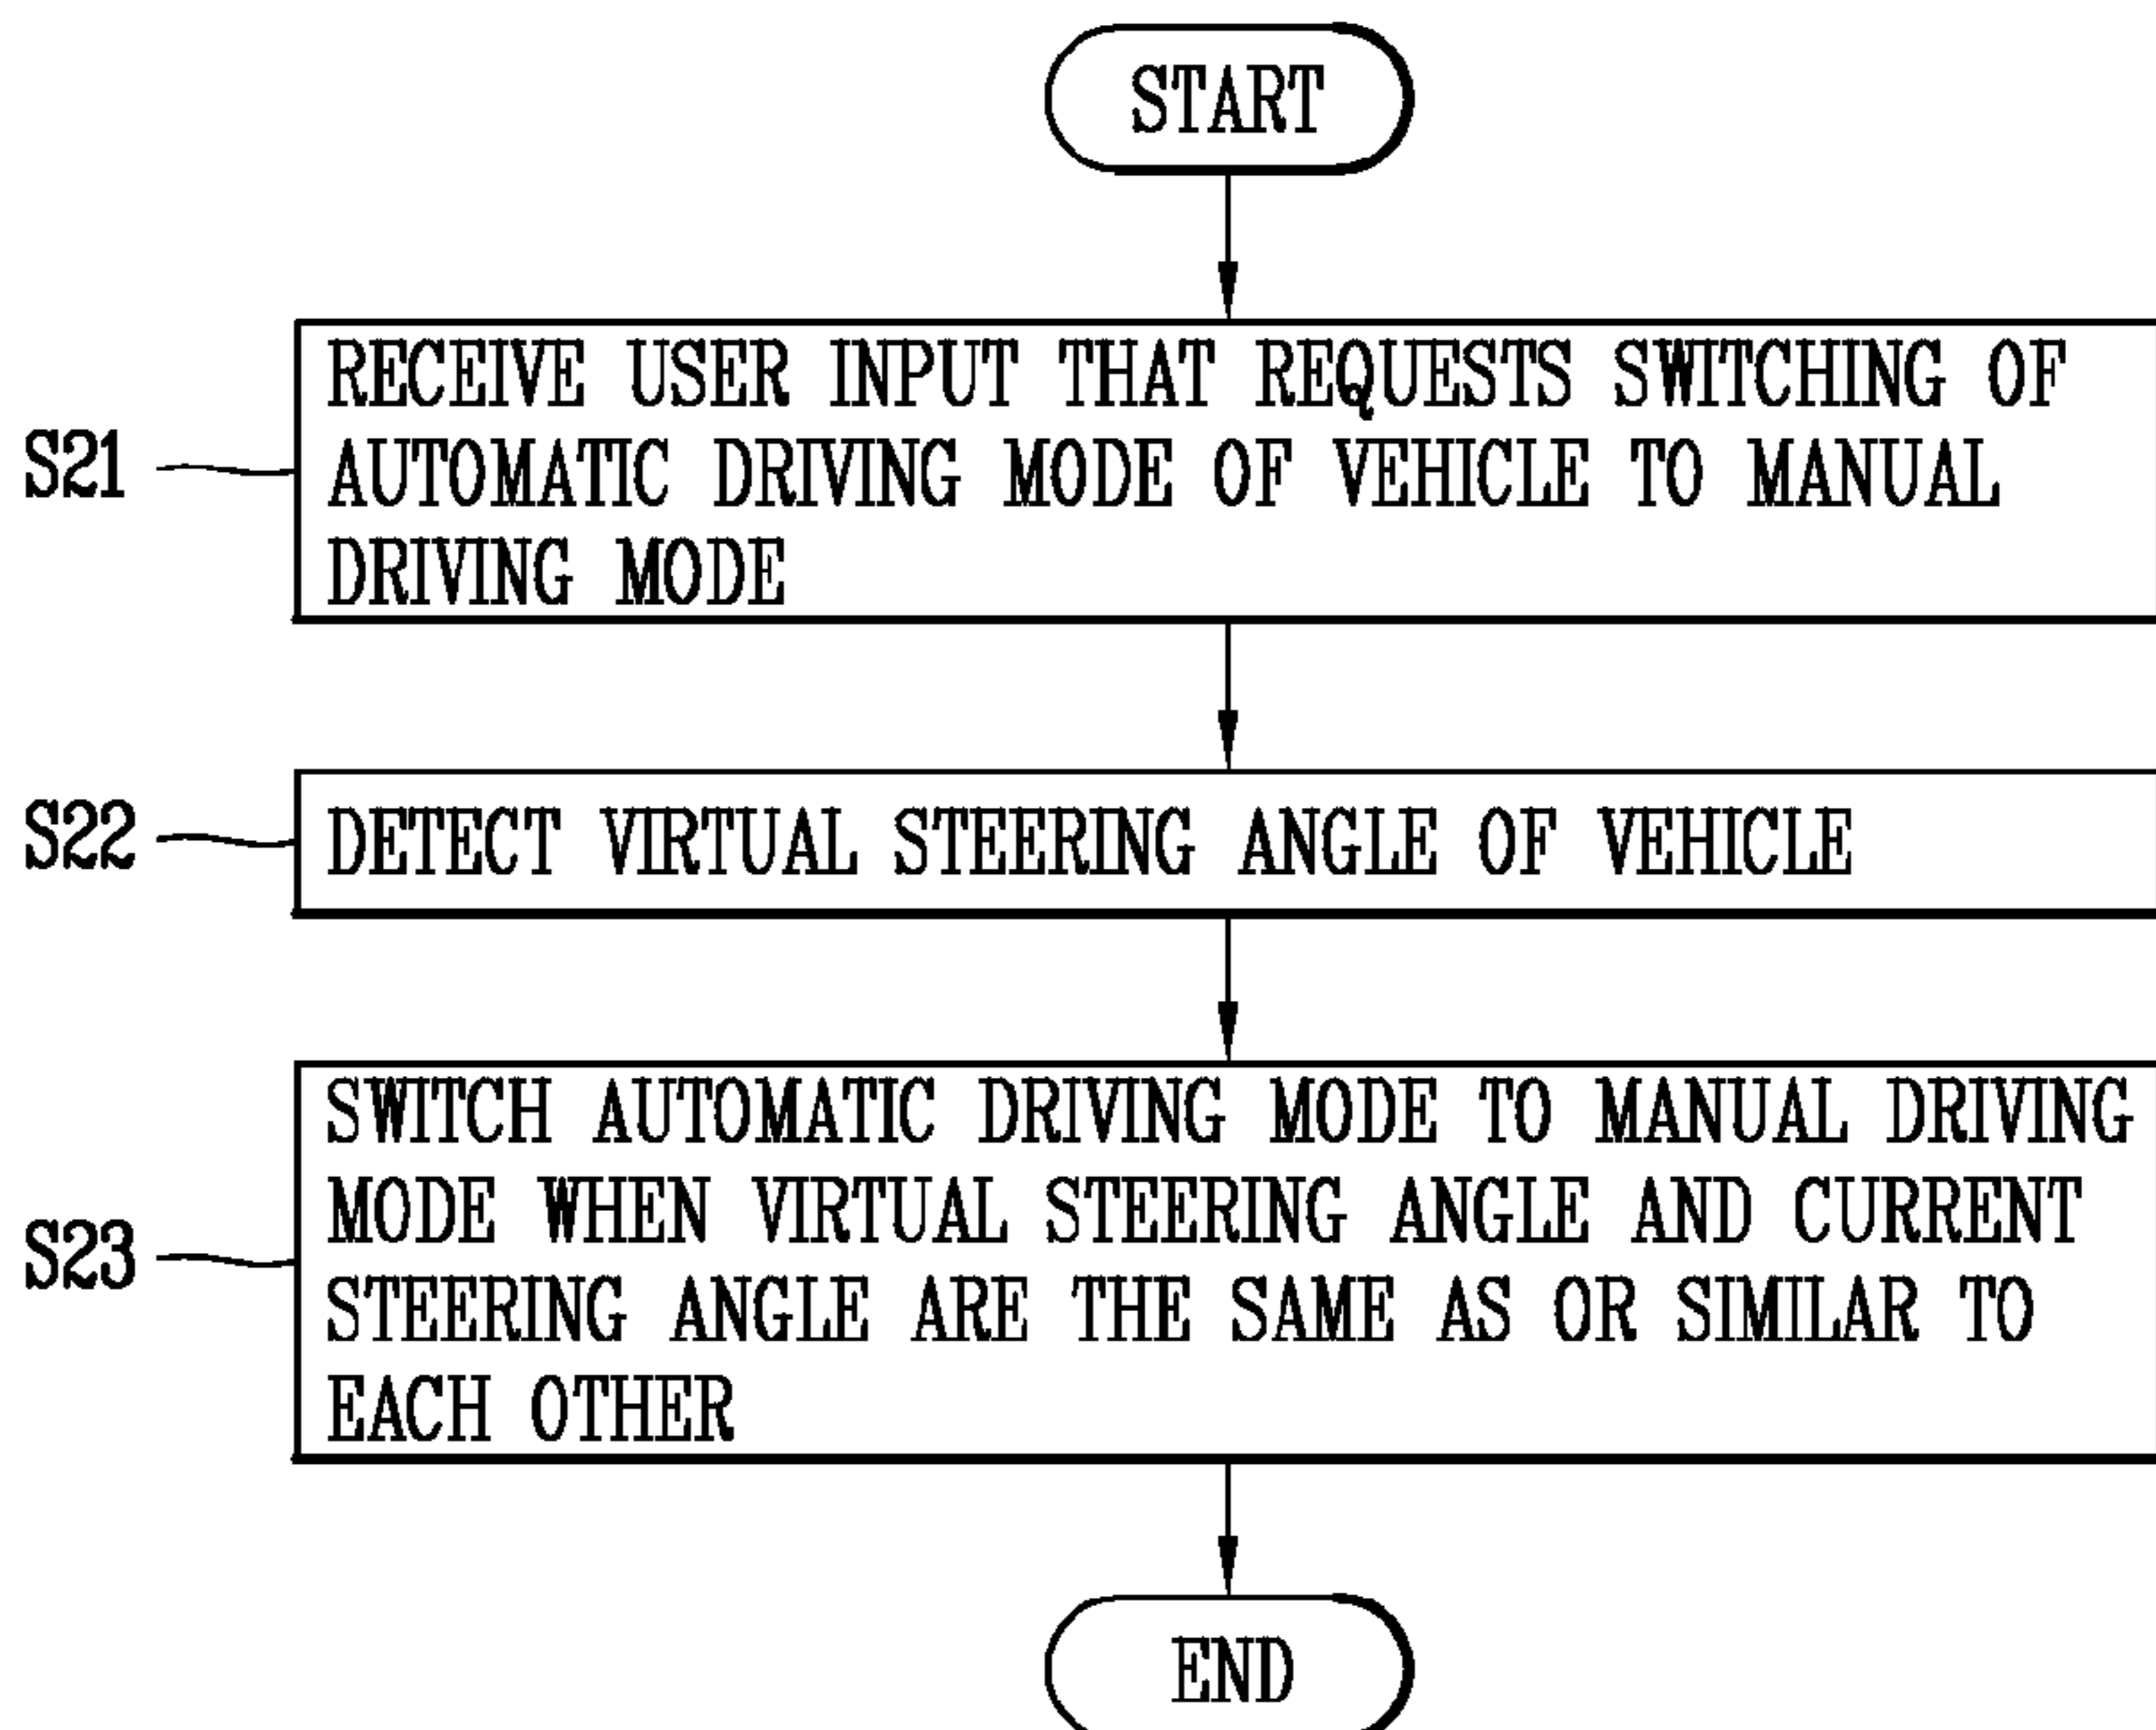 START
S21
RECEIVE USER INPUT THAT REQUESTS SWITCHING OF
AUTOMATIC DRIVING MODE OF VEHICLE TO MANUAL
DRIVING MODE
S22
DETECT VIRTUAL STEERING ANGLE OF VEHICLE
S23
SWITCH AUTOMATIC DRIVING MODE TO MANUAL DRIVING
MODE WHEN VIRTUAL STEERING ANGLE AND CURRENT
STEERING ANGLE ARE THE SAME AS OR SIMILAR TO
EACH OTHER
END